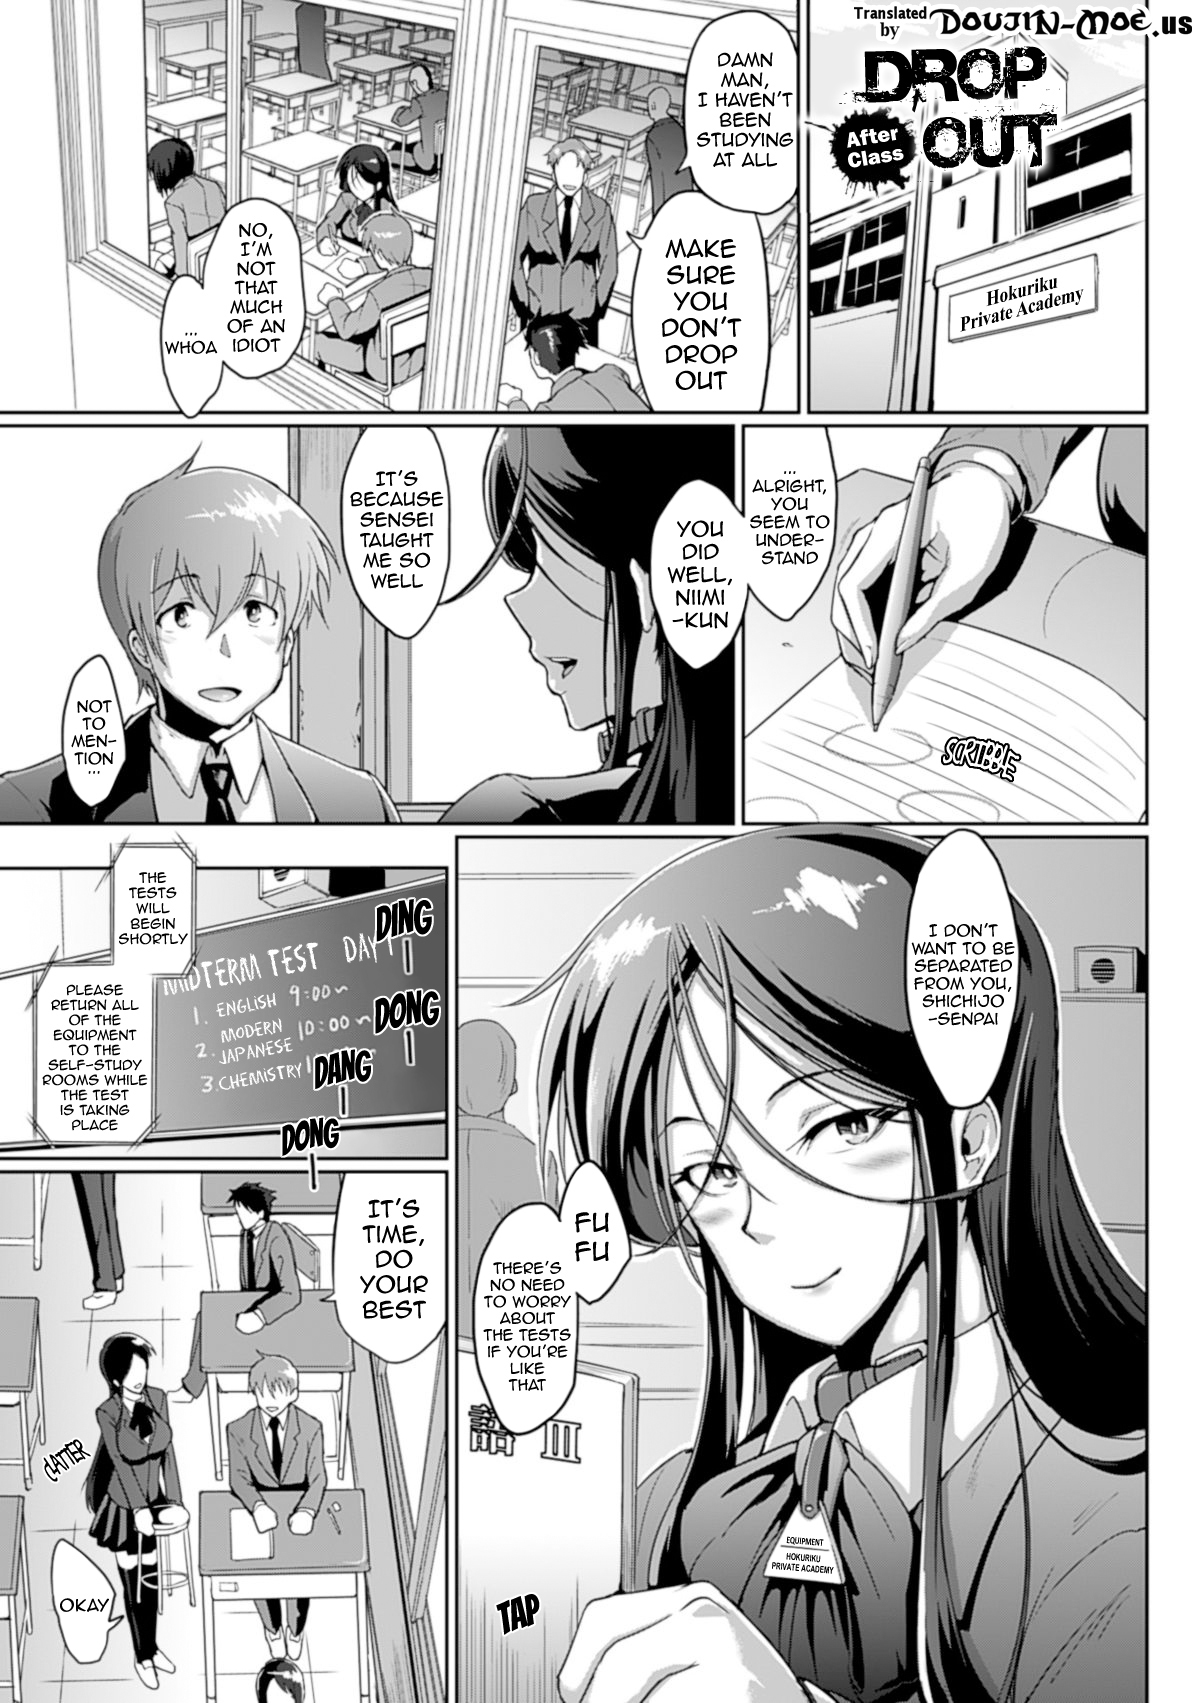 Translated
by
DOUJIN-MOE.us
DROP
OUT
After
Class
Hokuriku
Private Academy
DAMN
MAN,
I HAVEN'T
BEEN
STUDYING
AT ALL
MAKE
SURE
YOU
DON'T
DROP
OUT
NO,
I'M
NOT
THAT
MUCH
OF AN
IDIOT
...
WHOA
...
ALRIGHT,
YOU
SEEM TO
UNDER-
STAND
SCRIBBLE
YOU
DID
WELL,
NIIMI
-KUN
IT'S
BECAUSE
SENSEI
TAUGHT
ME SO
WELL
NOT
TO
MEN-
TION
...
I DON'T
WANT TO BE
SEPARATED
FROM YOU,
SHICHIJO
-SENPAI
FU
FU
THERE'S
NO NEED
TO WORRY
ABOUT
THE TESTS
IF YOU'RE
LIKE
THAT
語 III
EQUIPMENT
HOKURIKU
PRIVATE ACADEMY
TAP
THE
TESTS
WILL
BEGIN
SHORTLY
PLEASE
RETURN ALL
OF THE
EQUIPMENT
TO THE
SELF-STUDY
ROOMS WHILE
THE TEST
IS TAKING
PLACE
MIDTERM TEST DAY 1
1. ENGLISH 9:00~
2. MODERN JAPANESE 10:00~
3. CHEMISTRY
DING
DONG
DANG
DONG
IT'S
TIME,
DO
YOUR
BEST
CLATTER
OKAY